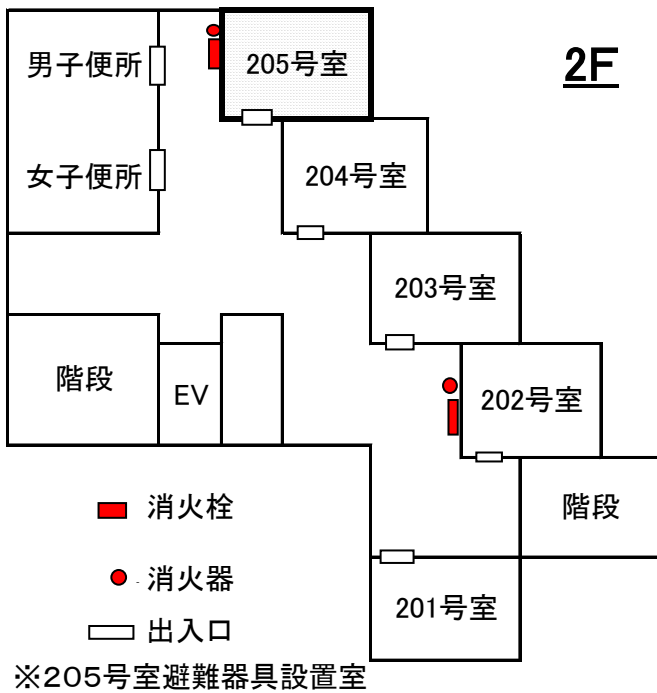 男子便所
205号室
2F
女子便所
204号室
203号室
階段
EV
202号室
消火栓
階段
消火器
201号室
出入口
※205号室避難器具設置室